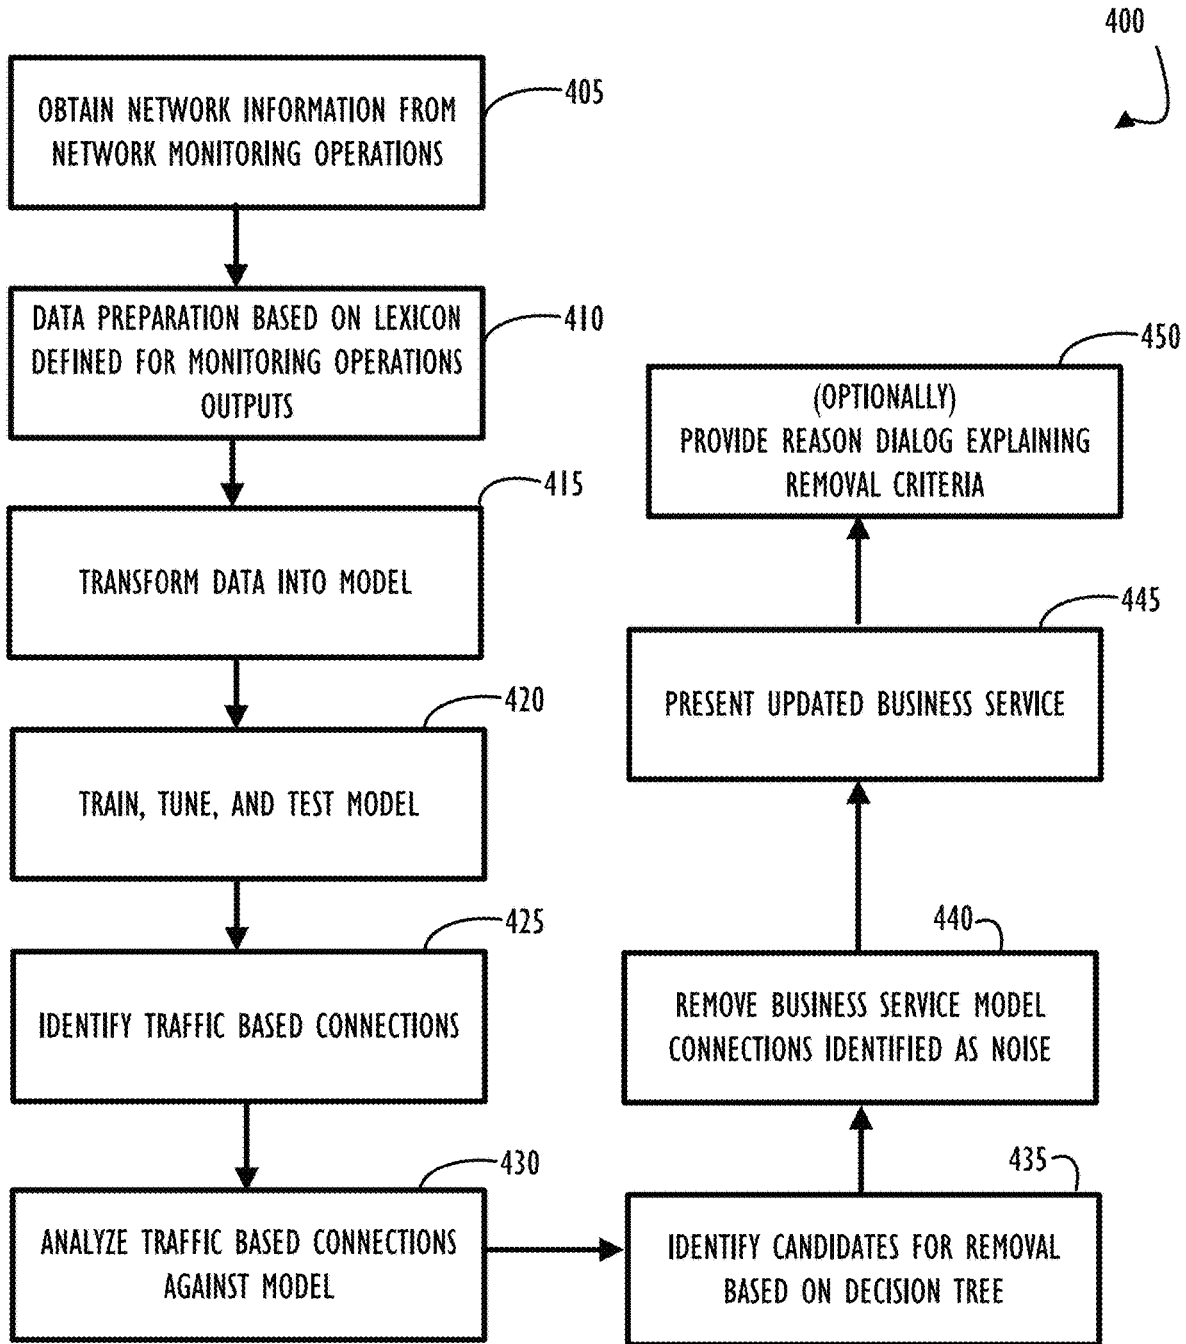 400
OBTAIN NETWORK INFORMATION FROM
NETWORK MONITORING OPERATIONS
405
DATA PREPARATION BASED ON LEXICON
DEFINED FOR MONITORING OPERATIONS
OUTPUTS
410
TRANSFORM DATA INTO MODEL
415
TRAIN, TUNE, AND TEST MODEL
420
IDENTIFY TRAFFIC BASED CONNECTIONS
425
ANALYZE TRAFFIC BASED CONNECTIONS
AGAINST MODEL
430
IDENTIFY CANDIDATES FOR REMOVAL
BASED ON DECISION TREE
435
REMOVE BUSINESS SERVICE MODEL
CONNECTIONS IDENTIFIED AS NOISE
440
PRESENT UPDATED BUSINESS SERVICE
445
(OPTIONALLY)
PROVIDE REASON DIALOG EXPLAINING
REMOVAL CRITERIA
450